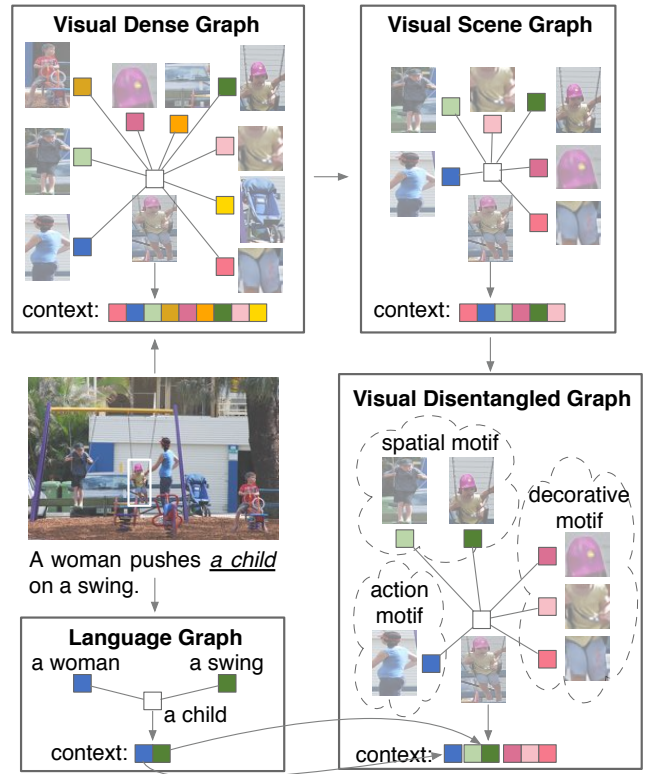 Visual Dense Graph
context:
Visual Scene Graph
context:
A woman pushes a child
on a swing.
Language Graph
a woman
a swing
a child
context:
Visual Disentangled Graph
spatial motif
decorative
motif
action
motif
context: